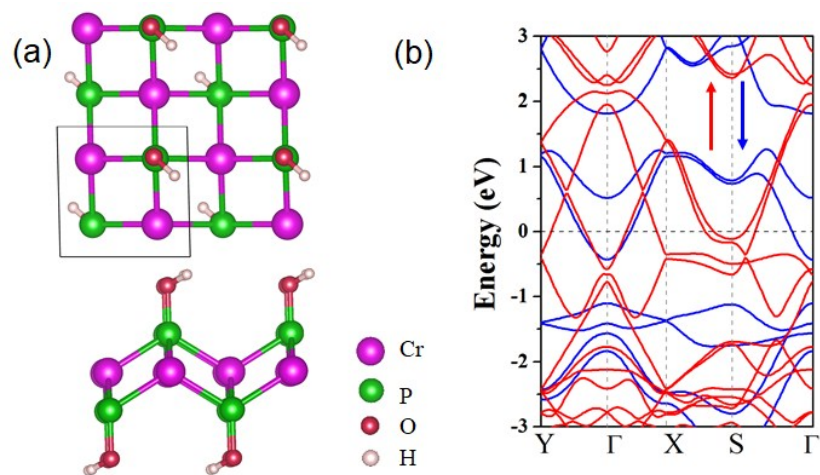 (a)
Cr
P
O
H
(b)
Energy (eV)
3
2
1
0
-1
-2
-3
Y Γ X S Γ